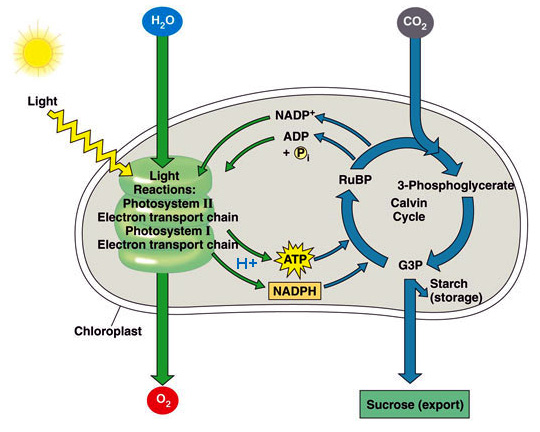 H₂O
CO₂
Light
NADP⁺
ADP
+ Pᵢ
Light
Reactions:
Photosystem II
Electron transport chain
Photosystem I
Electron transport chain
RuBP
3-Phosphoglycerate
Calvin
Cycle
H+
ATP
NADPH
G3P
Starch
(storage)
Chloroplast
O₂
Sucrose (export)